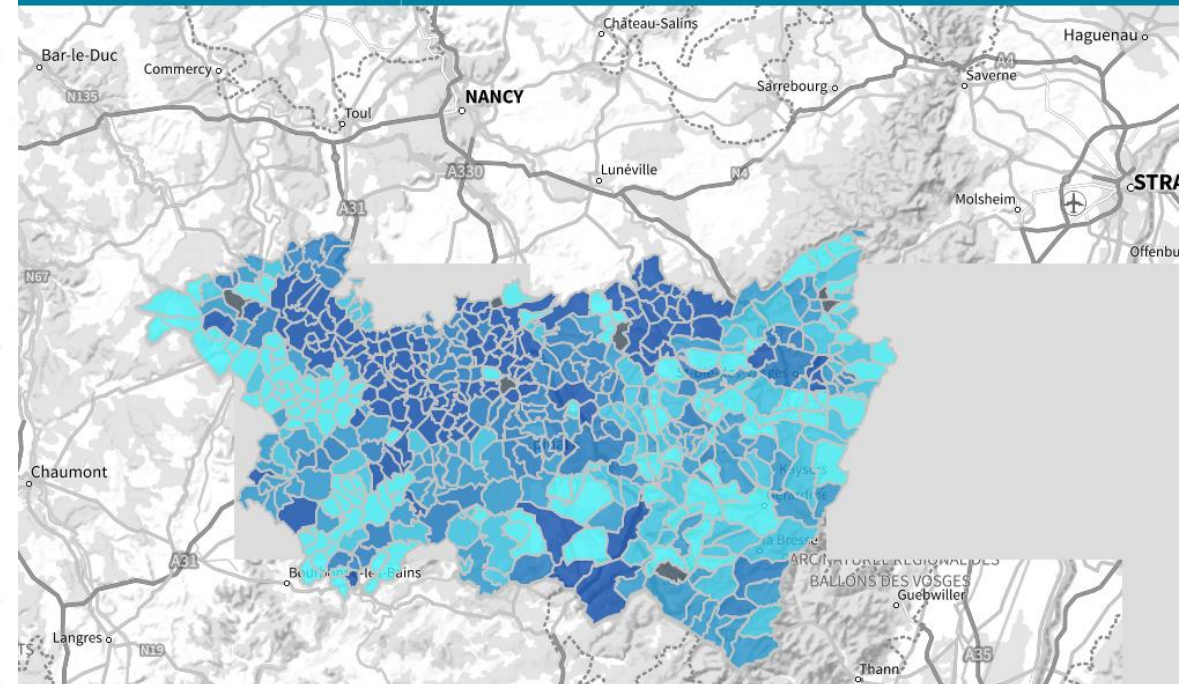 Château-Salins
Haguenau
Bar-le-Duc
Commercy
A4
Saverne
Sarrebourg
N135
NANCY
Toul
Lunéville
A330
N4
STRA
Molsheim
A31
Offenbu
N67
Kaysers
Chaumont
Gérardmer
la Bresse
A31
PARC NATUREL RÉGIONAL DES
BALLONS DES VOSGES
Bourbonne-les-Bains
Guebwiller
Langres
N19
A35
Thann